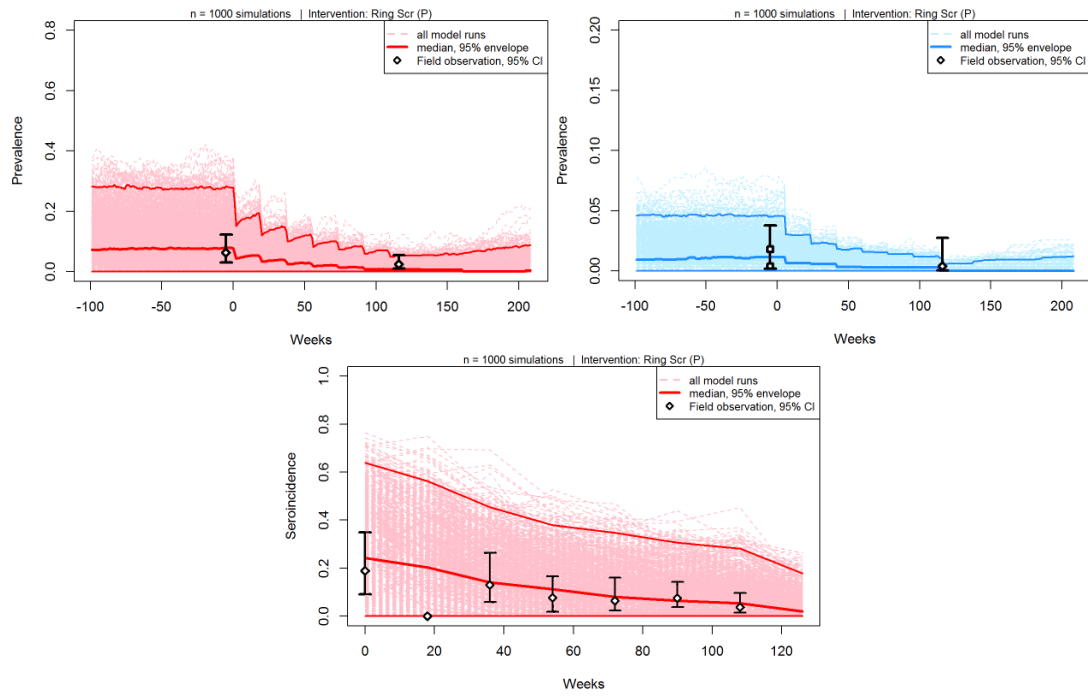 n = 1000 simulations | Intervention: Ring Scr (P)
all model runs
median, 95% envelope
Field observation, 95% CI
Prevalence
0.8
0.6
0.4
0.2
0.0
-100 -50 0 50 100 150 200
Weeks
n = 1000 simulations | Intervention: Ring Scr (P)
all model runs
median, 95% envelope
Field observation, 95% CI
Prevalence
0.20
0.15
0.10
0.05
0.00
-100 -50 0 50 100 150 200
Weeks
n = 1000 simulations | Intervention: Ring Scr (P)
all model runs
median, 95% envelope
Field observation, 95% CI
Seroincidence
1.0
0.8
0.6
0.4
0.2
0.0
0 20 40 60 80 100 120
Weeks